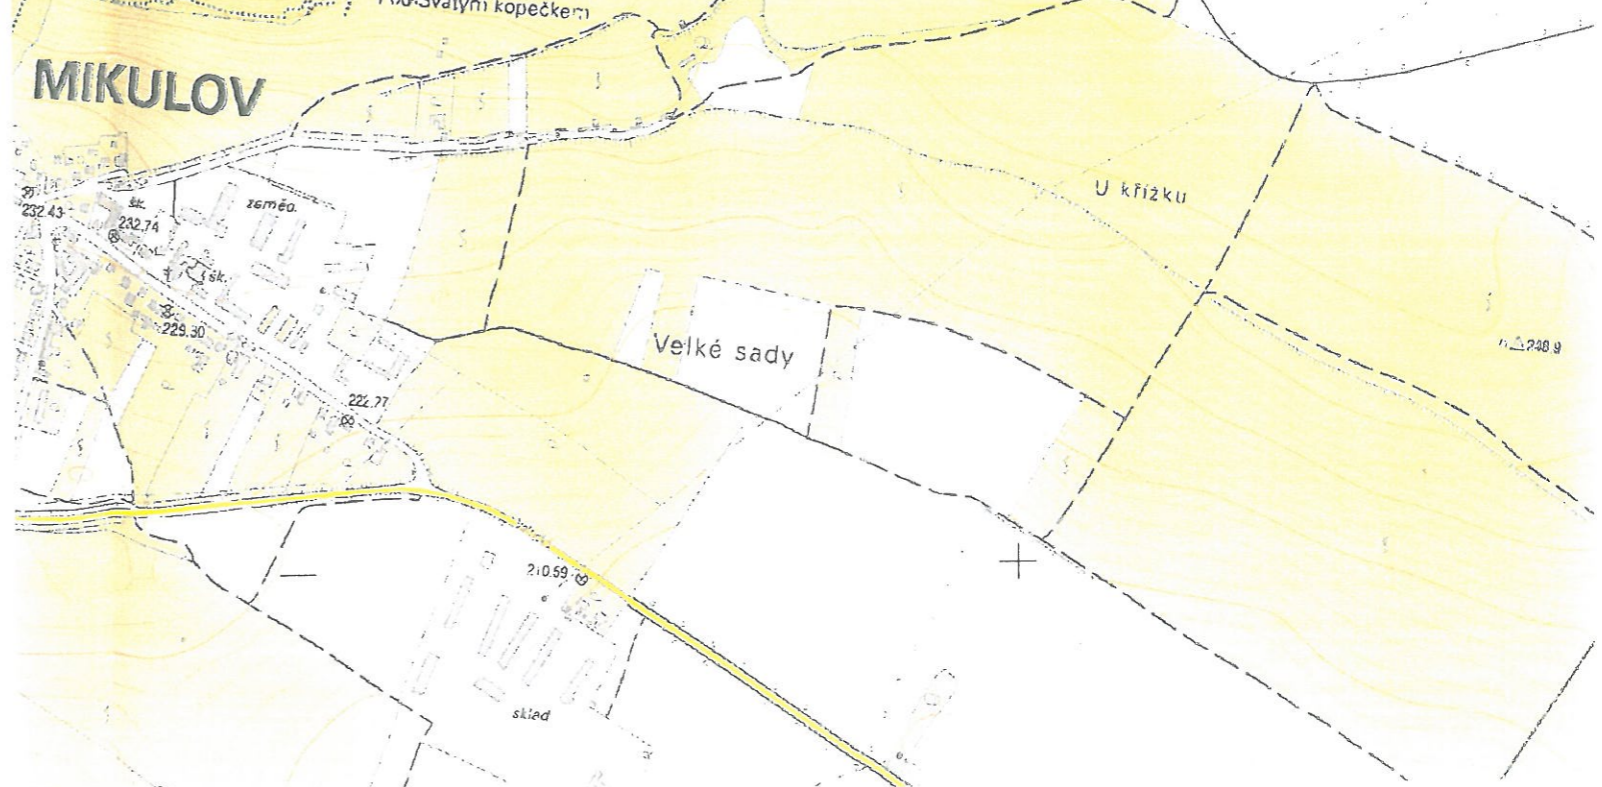 Pod Svatým kopečkem
MIKULOV
U křížku
232.43
šk.
232.74
zeměd.
šk.
229.30
Velké sady
248.9
222.77
210.59
sklad